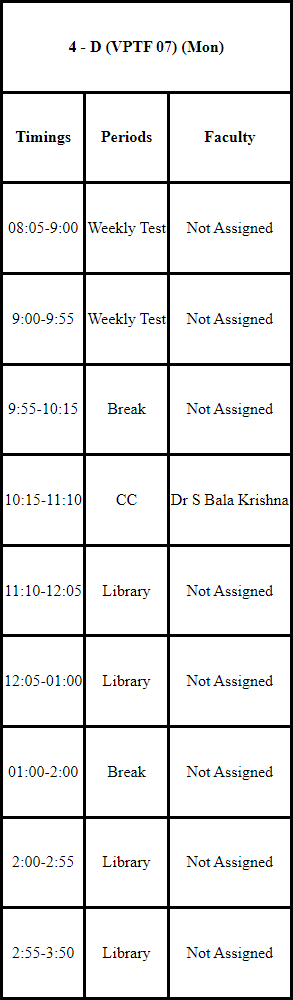 4 - D (VPTF 07) (Mon)
Timings Periods Faculty
08:05-9:00 Weekly Test Not Assigned
9:00-9:55 Weekly Test Not Assigned
9:55-10:15 Break Not Assigned
10:15-11:10 CC Dr S Bala Krishna
11:10-12:05 Library Not Assigned
12:05-01:00 Library Not Assigned
01:00-2:00 Break Not Assigned
2:00-2:55 Library Not Assigned
2:55-3:50 Library Not Assigned